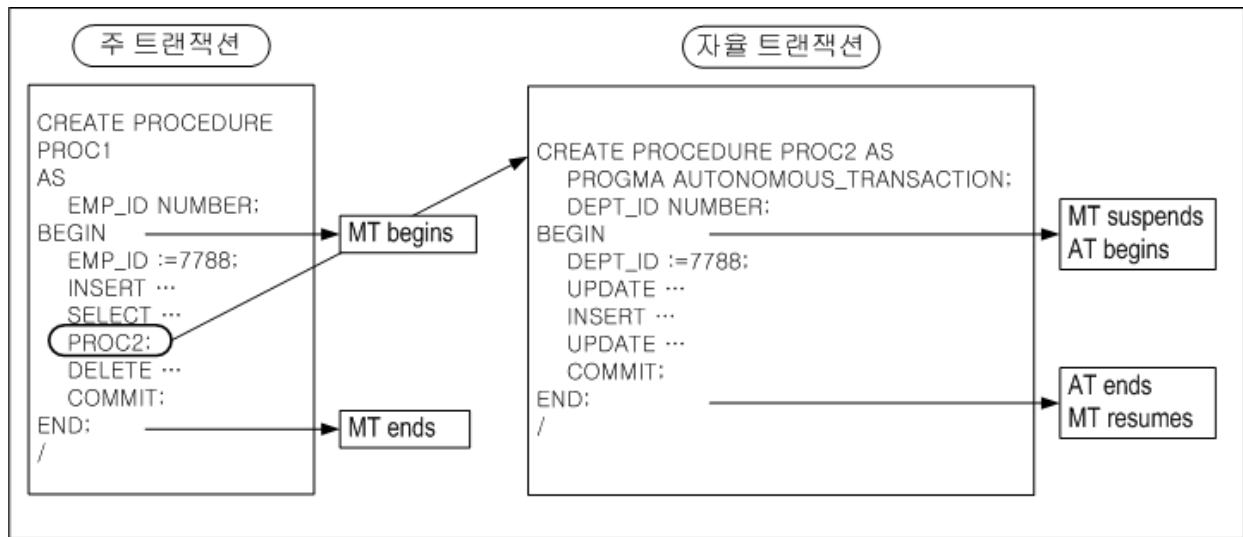 주 트랜잭션
자율 트랜잭션
CREATE PROCEDURE
PROC1
AS
EMP_ID NUMBER;
BEGIN
EMP_ID :=7788;
INSERT ⋯
SELECT ⋯
PROC2;
DELETE ⋯
COMMIT;
END;
/
MT begins
MT ends
CREATE PROCEDURE PROC2 AS
PROGMA AUTONOMOUS_TRANSACTION;
DEPT_ID NUMBER;
BEGIN
DEPT_ID :=7788;
UPDATE ⋯
INSERT ⋯
UPDATE ⋯
COMMIT;
END;
/
MT suspends
AT begins
AT ends
MT resumes